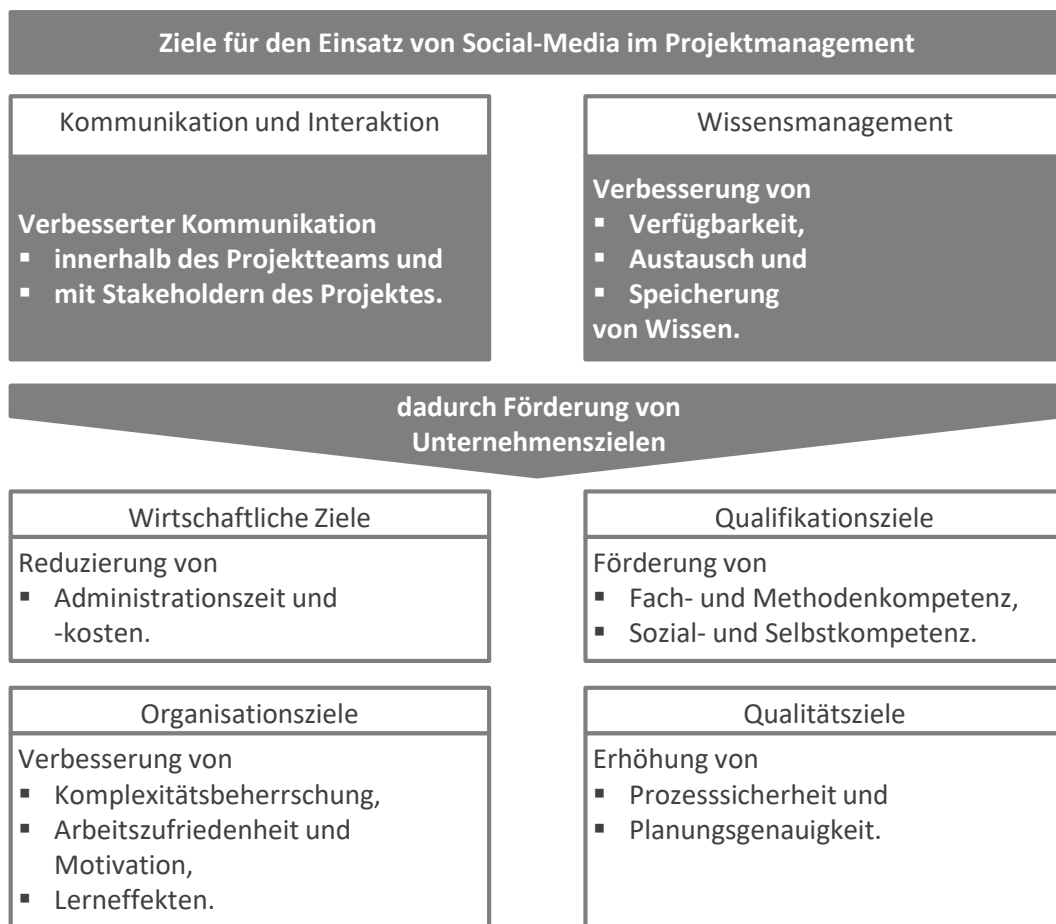 Ziele für den Einsatz von Social-Media im Projektmanagement
Kommunikation und Interaktion
Verbesserter Kommunikation
▪ innerhalb des Projektteams und
▪ mit Stakeholdern des Projektes.
Wissensmanagement
Verbesserung von
▪ Verfügbarkeit,
▪ Austausch und
▪ Speicherung
von Wissen.
dadurch Förderung von
Unternehmenszielen
Wirtschaftliche Ziele
Reduzierung von
▪ Administrationszeit und
-kosten.
Qualifikationsziele
Förderung von
▪ Fach- und Methodenkompetenz,
▪ Sozial- und Selbstkompetenz.
Organisationsziele
Verbesserung von
▪ Komplexitätsbeherrschung,
▪ Arbeitszufriedenheit und
Motivation,
▪ Lerneffekten.
Qualitätsziele
Erhöhung von
▪ Prozesssicherheit und
▪ Planungsgenauigkeit.